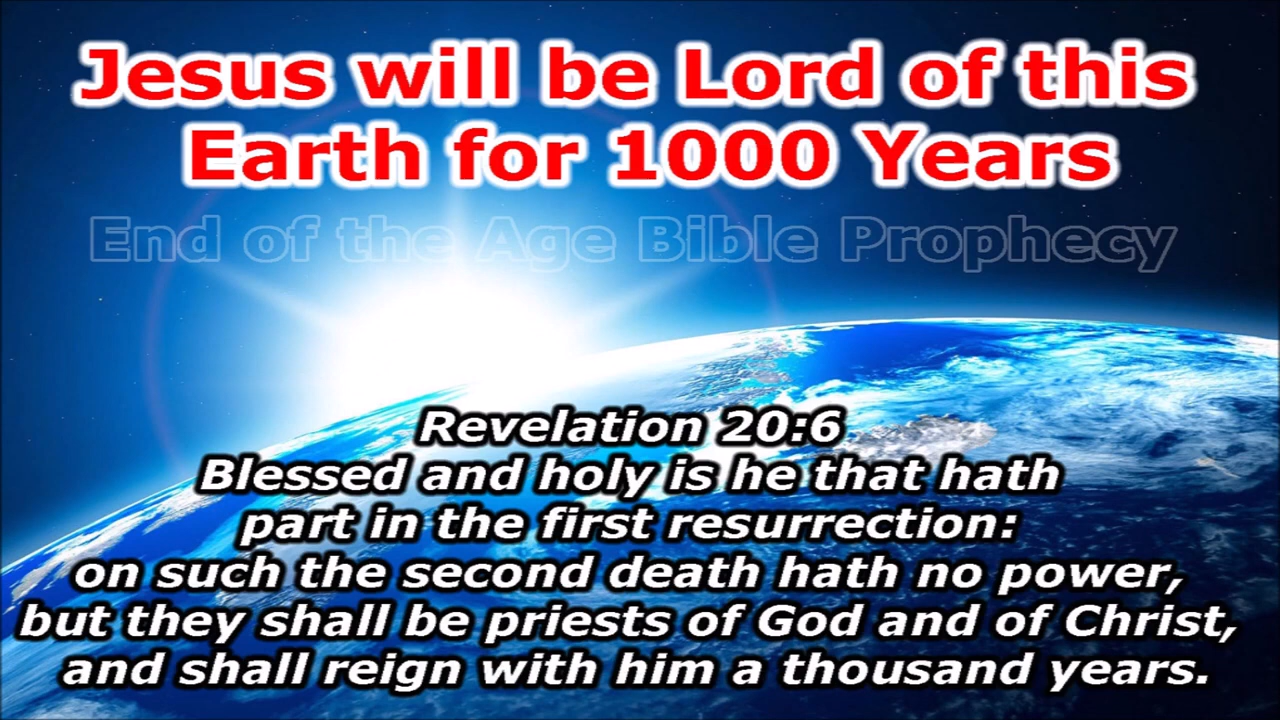 Jesus will be Lord of this
Earth for 1000 Years
End of the Age Bible Prophecy
Revelation 20:6
Blessed and holy is he that hath
part in the first resurrection:
on such the second death hath no power,
but they shall be priests of God and of Christ,
and shall reign with him a thousand years.